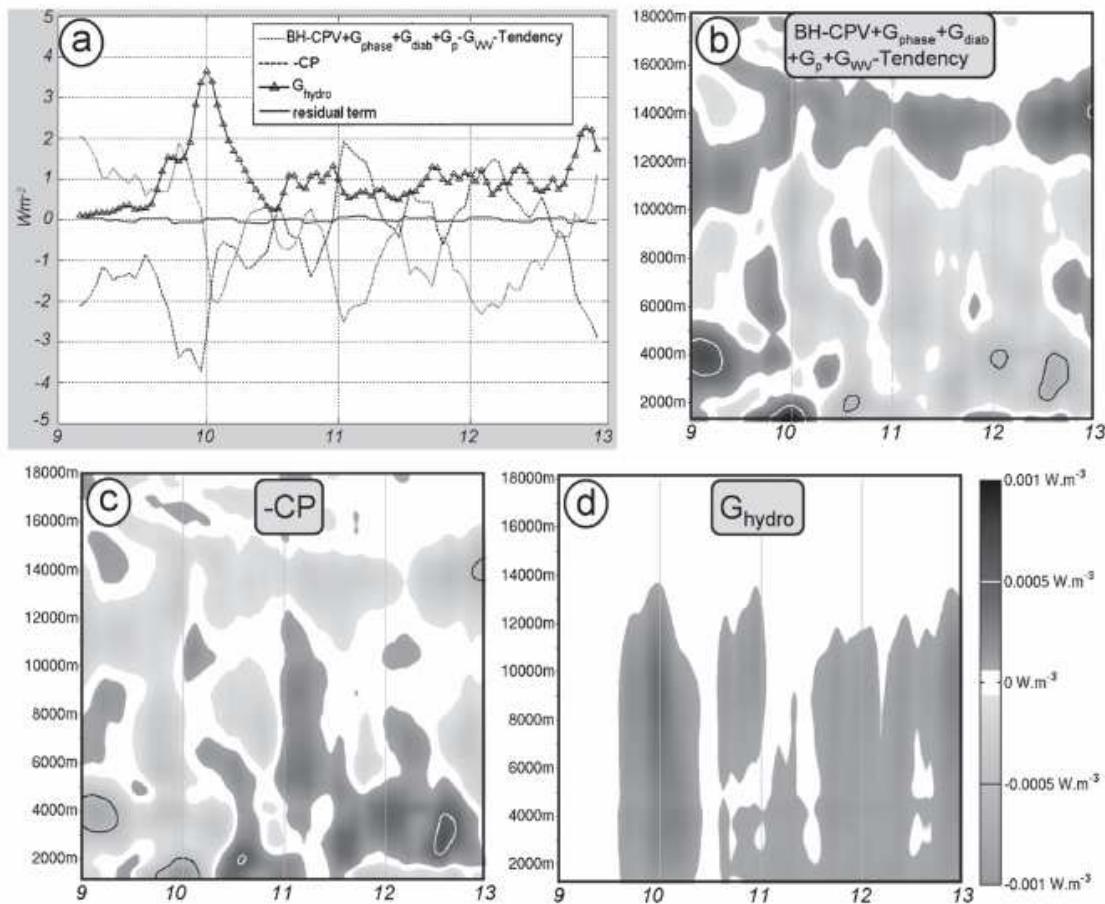 a
5
4
3
2
1
0
-1
-2
-3
-4
-5
Wm-2
9
10
11
12
13
BH-CPV+Gphase+Gdiab+Gp-GWV-Tendency
-CP
Ghydro
residual term
b
BH-CPV+Gphase+Gdiab
+Gp+GWV-Tendency
18000m
16000m
14000m
12000m
10000m
8000m
6000m
4000m
2000m
9
10
11
12
13
c
-CP
18000m
16000m
14000m
12000m
10000m
8000m
6000m
4000m
2000m
9
10
11
12
13
d
Ghydro
18000m
16000m
14000m
12000m
10000m
8000m
6000m
4000m
2000m
9
10
11
12
13
0.001 W.m-3
0.0005 W.m-3
0 W.m-3
-0.0005 W.m-3
-0.001 W.m-3